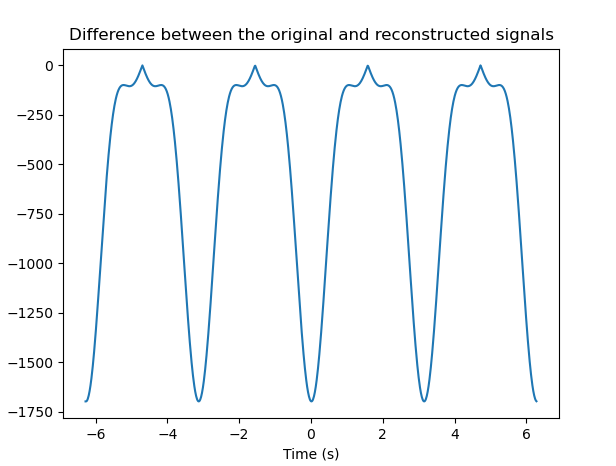 Difference between the original and reconstructed signals
0
−250
−500
−750
−1000
−1250
−1500
−1750
−6 −4 −2 0 2 4 6
Time (s)